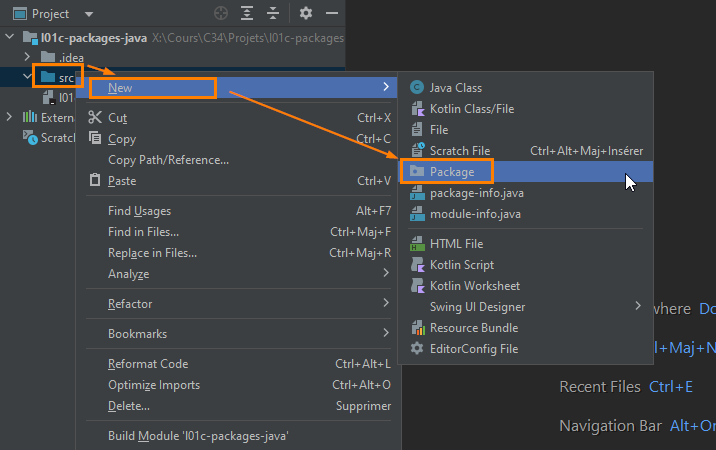 Project
l01c-packages-java X:\Cours\C34\Projets\l01c-packages
.idea
src
l01
Extern
Scratc
New
Cut Ctrl+X
Copy Ctrl+C
Copy Path/Reference...
Paste Ctrl+V
Find Usages Alt+F7
Find in Files... Ctrl+Maj+F
Replace in Files... Ctrl+Maj+R
Analyze
Refactor
Bookmarks
Reformat Code Ctrl+Alt+L
Optimize Imports Ctrl+Alt+O
Delete... Supprimer
Build Module 'l01c-packages-java'
Java Class
Kotlin Class/File
File
Scratch File Ctrl+Alt+Maj+Insérer
Package
package-info.java
module-info.java
HTML File
Kotlin Script
Kotlin Worksheet
Swing UI Designer
Resource Bundle
EditorConfig File
where Do
l+Maj+N
Recent Files Ctrl+E
Navigation Bar Alt+Or